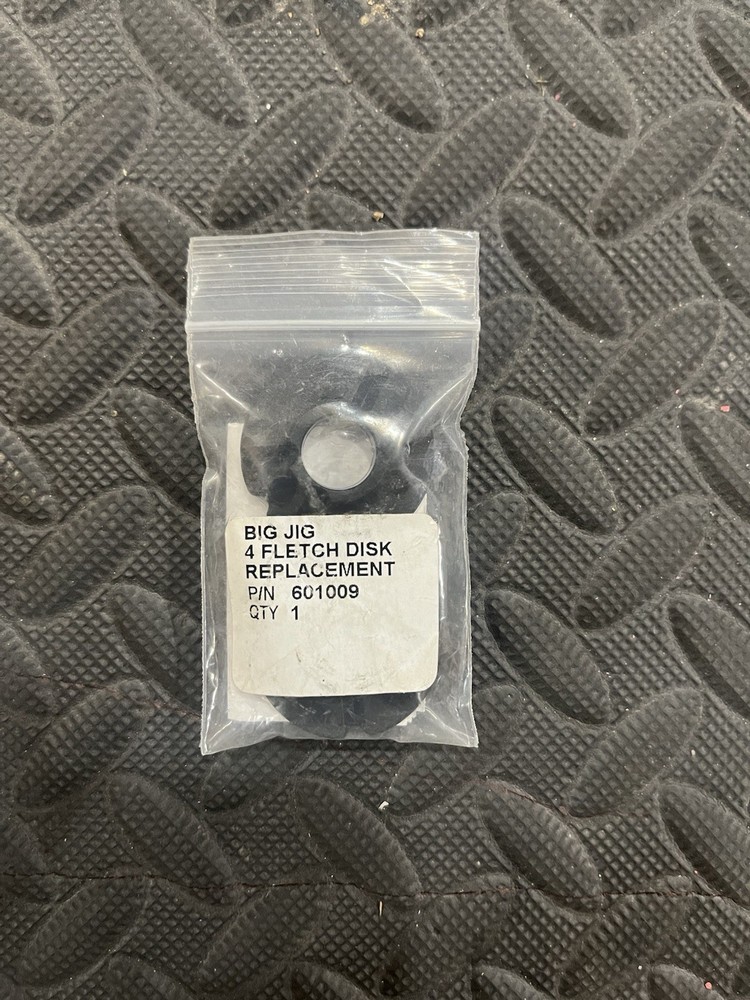 BIG JIG
4 FLETCH DISK
REPLACEMENT
P/N 601009
QTY 1